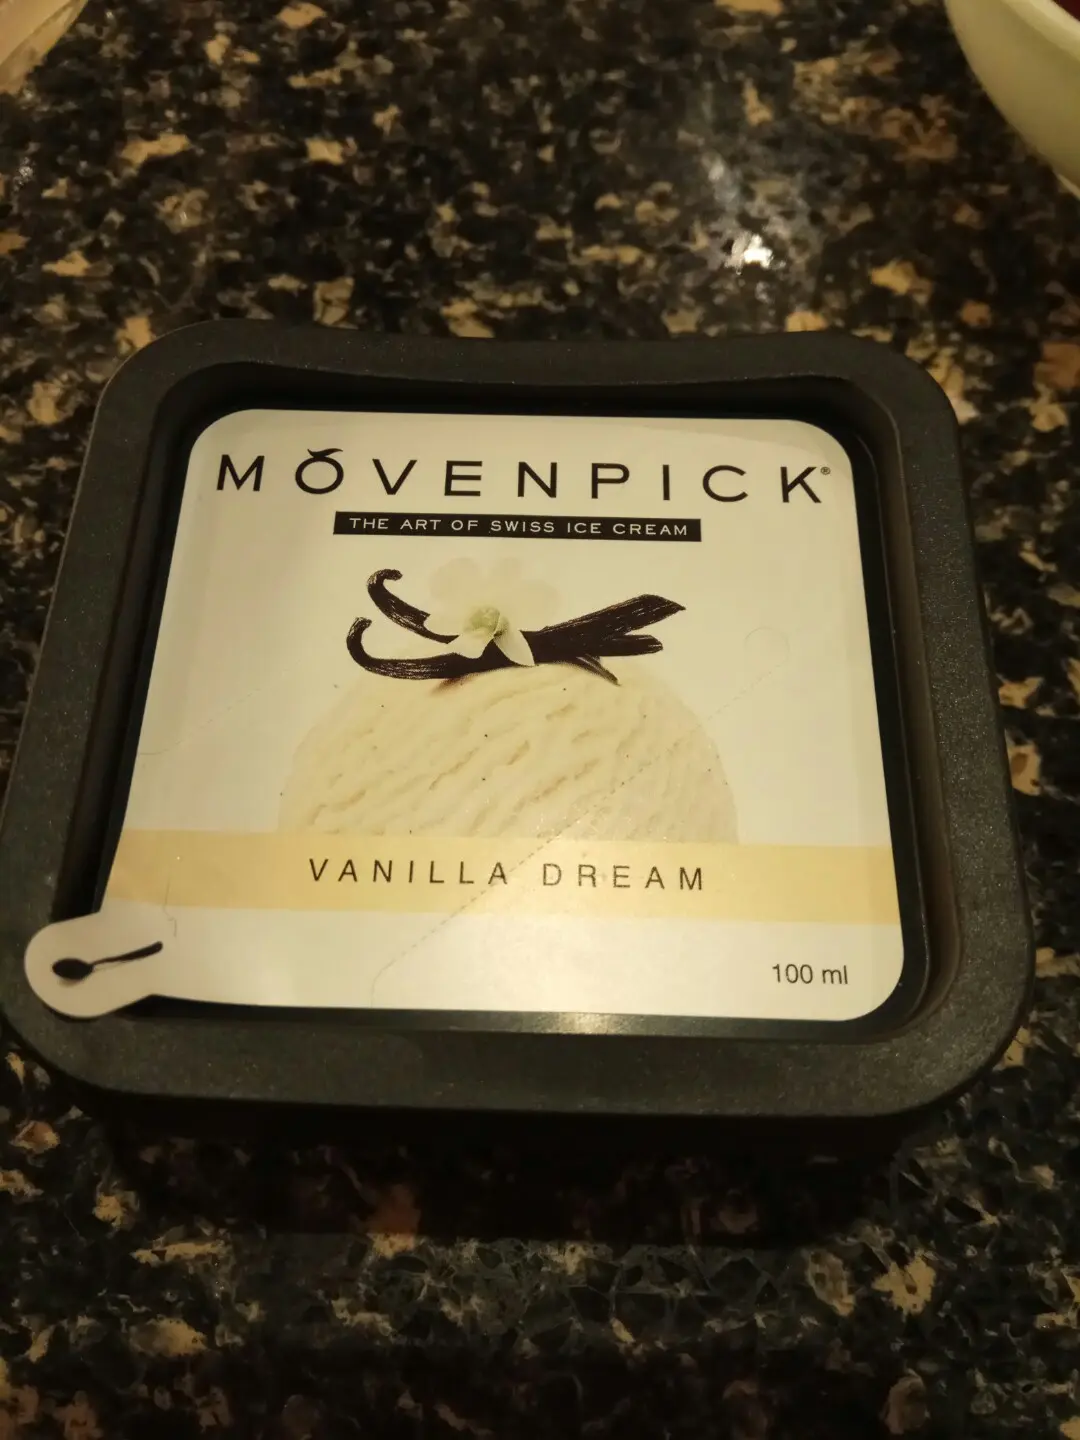 MÖVENPICK®
THE ART OF SWISS ICE CREAM
VANILLA DREAM
100 ml